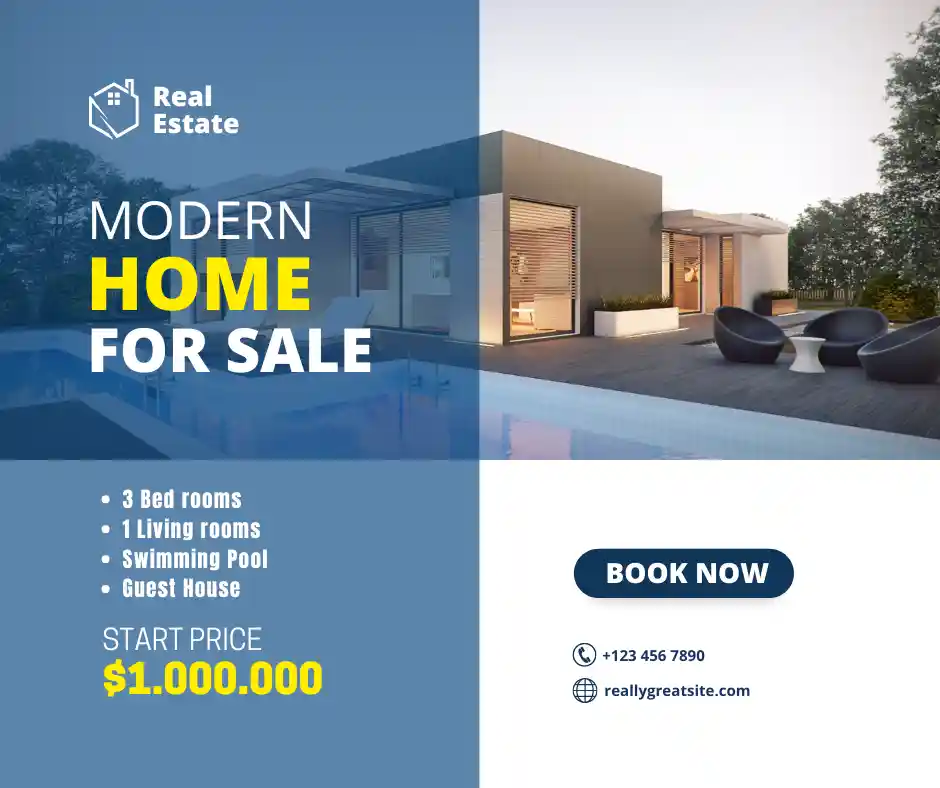 Real
Estate
MODERN
HOME
FOR SALE
• 3 Bed rooms
• 1 Living rooms
• Swimming Pool
• Guest House
START PRICE
$1.000.000
BOOK NOW
+123 456 7890
reallygreatsite.com